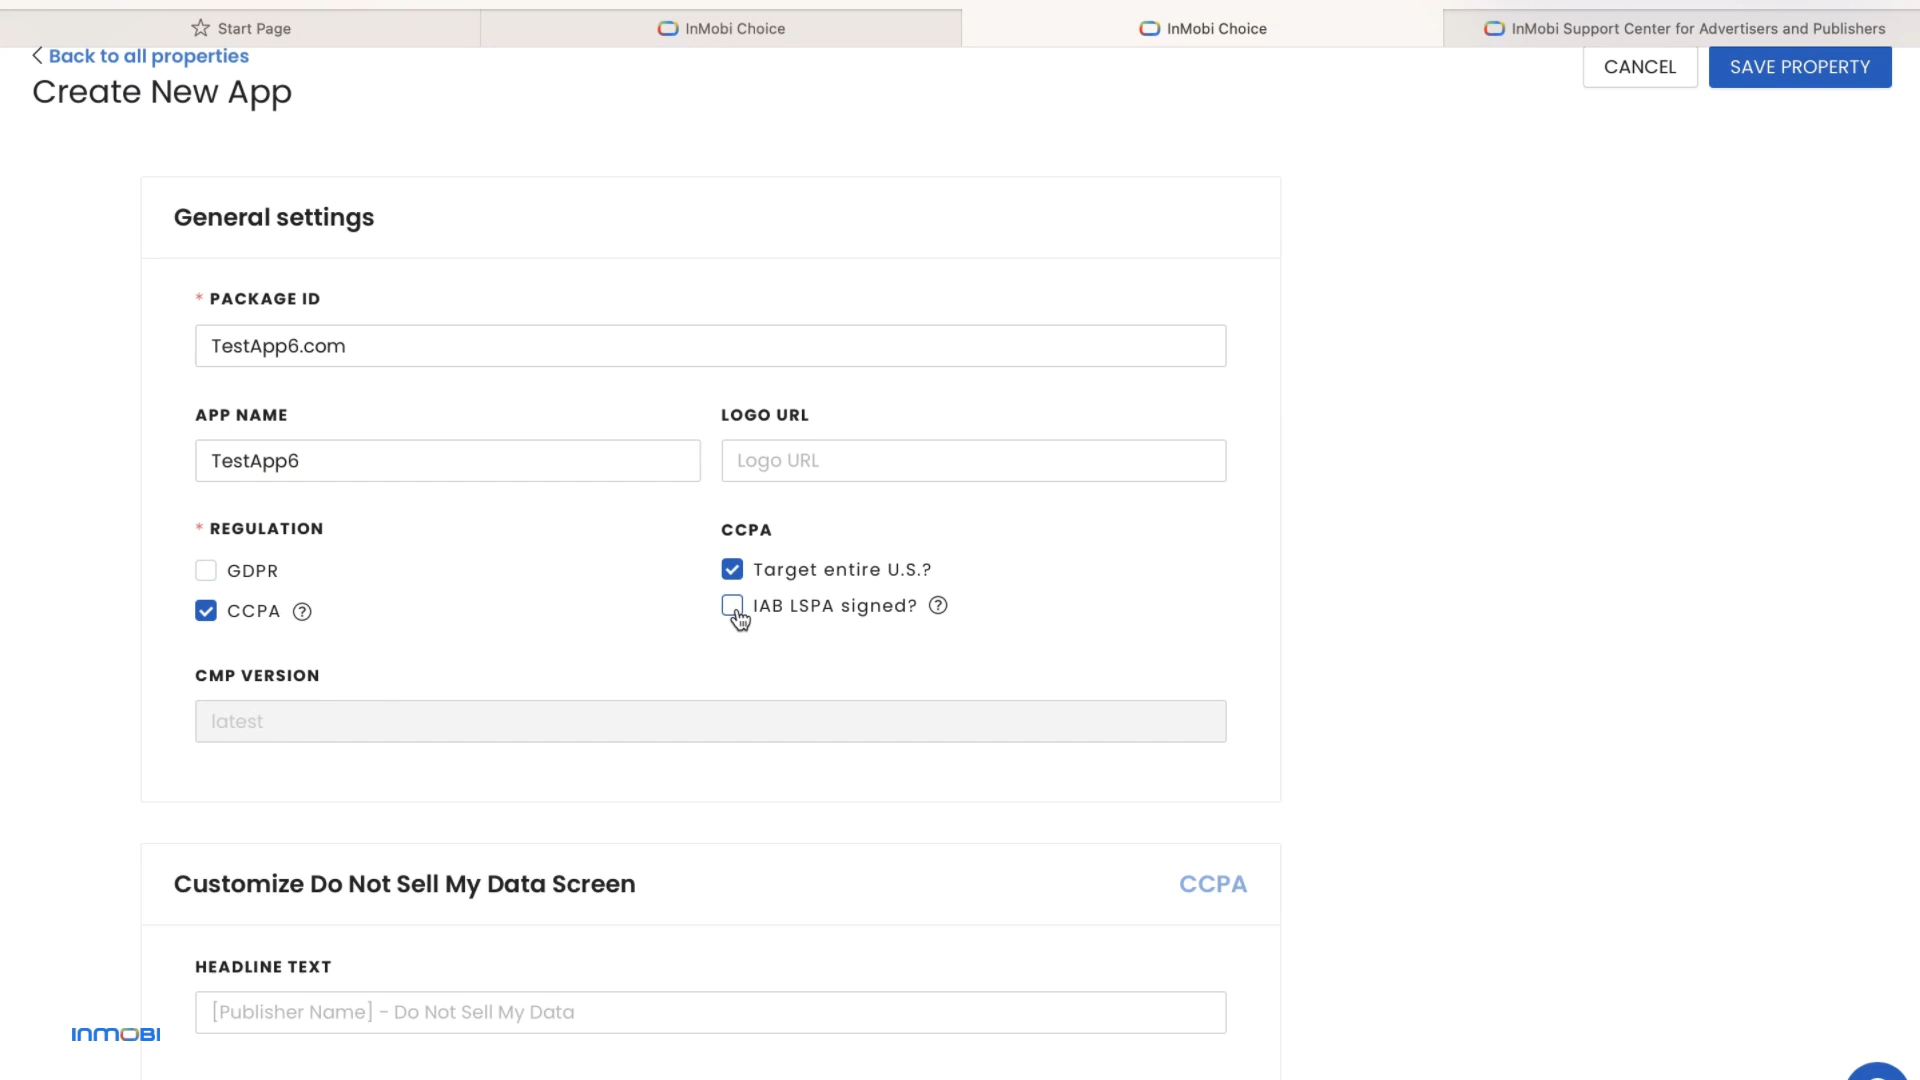 Start Page
InMobi Choice
InMobi Choice
InMobi Support Center for Advertisers and Publishers
Back to all properties
Create New App
CANCEL
SAVE PROPERTY
General settings
* PACKAGE ID
TestApp6.com
APP NAME
LOGO URL
TestApp6
Logo URL
* REGULATION
CCPA
GDPR
Target entire U.S.?
CCPA ?
IAB LSPA signed? ?
CMP VERSION
latest
Customize Do Not Sell My Data Screen
CCPA
HEADLINE TEXT
[Publisher Name] - Do Not Sell My Data
INMOBI